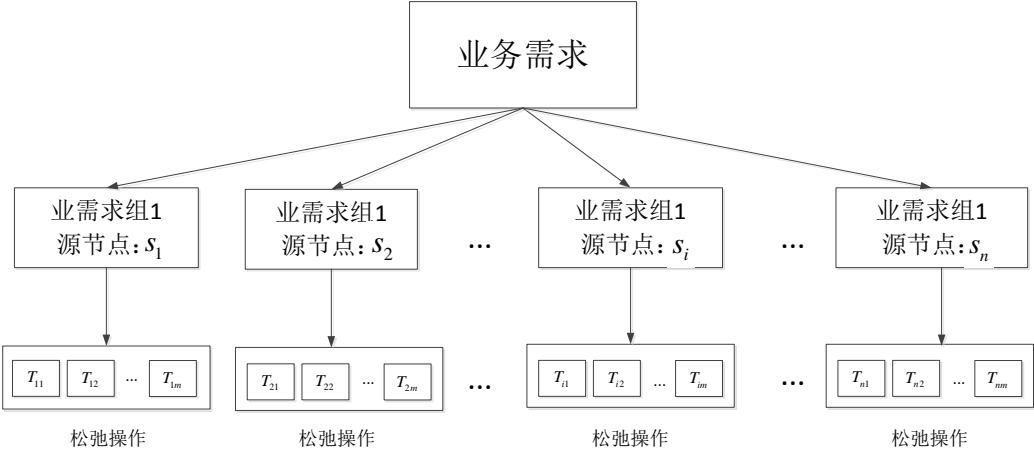 业务需求
业需求组1
源节点: s₁
业需求组1
源节点: s₂
...
业需求组1
源节点: sᵢ
...
业需求组1
源节点: sₙ
T₁₁ T₁₂ ... T₁ₘ
T₂₁ T₂₂ ... T₂ₘ
...
Tᵢ₁ Tᵢ₂ ... Tᵢₘ
...
Tₙ₁ Tₙ₂ ... Tₙₘ
松弛操作
松弛操作
松弛操作
松弛操作